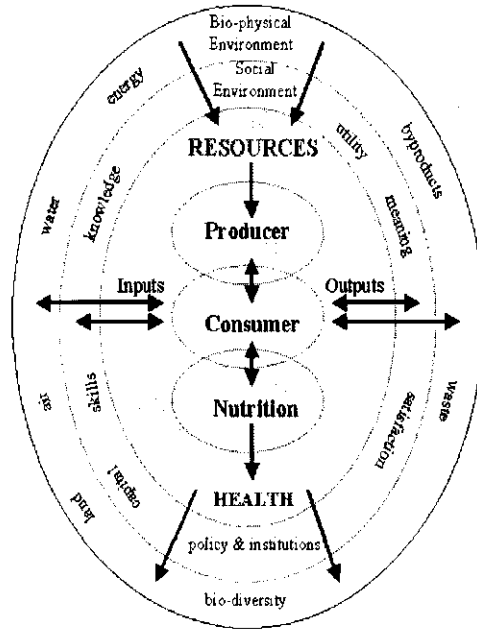 Bio-physical
Environment
Social
Environment
energy
byproducts
RESOURCES
utility
water
knowledge
meaning
Producer
Inputs
Outputs
Consumer
air
skills
satisfaction
waste
Nutrition
land
capital
HEALTH
policy & institutions
bio-diversity